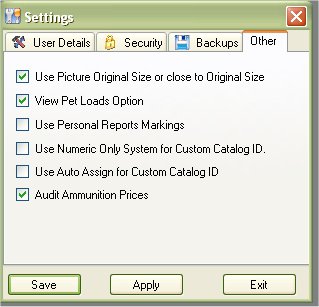 Settings
User Details
Security
Backups
Other
Use Picture Original Size or close to Original Size
View Pet Loads Option
Use Personal Reports Markings
Use Numeric Only System for Custom Catalog ID.
Use Auto Assign for Custom Catalog ID
Audit Ammunition Prices
Save
Apply
Exit